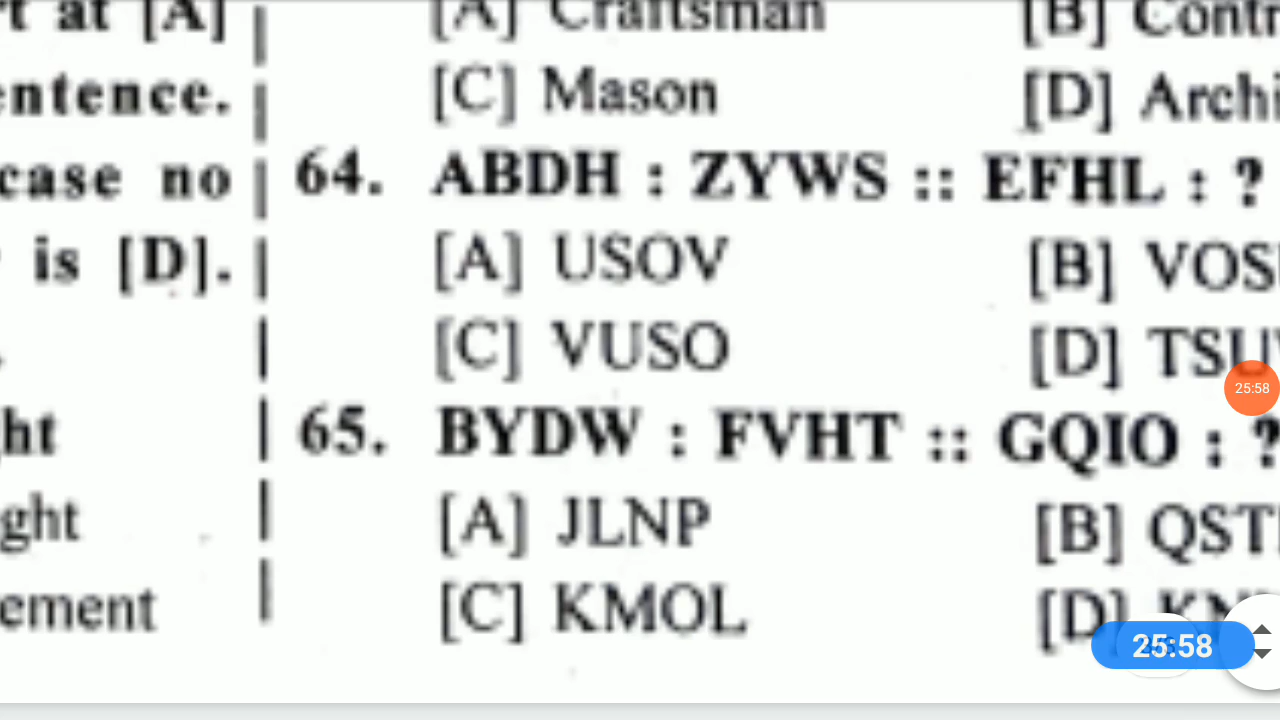 t at [A]
entence.
case no
is [D].
ht
ght
ement
[A] Craftsman [B] Contr
[C] Mason [D] Archi
64. ABDH : ZYWS :: EFHL : ?
[A] USOV [B] VOS
[C] VUSO [D] TSU
65. BYDW : FVHT :: GQIO : ?
[A] JLNP [B] QST
[C] KMOL [D] KN
25:58
25:58